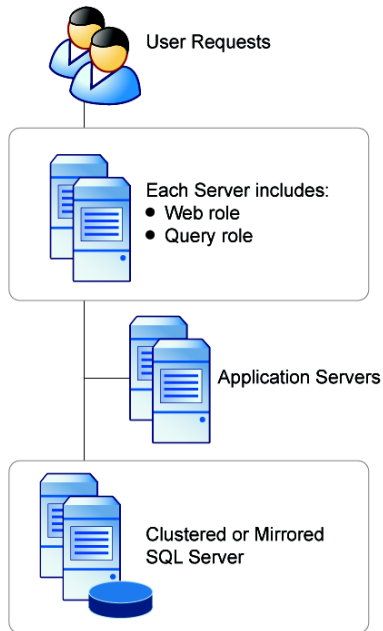 User Requests
Each Server includes:
● Web role
● Query role
Application Servers
Clustered or Mirrored
SQL Server